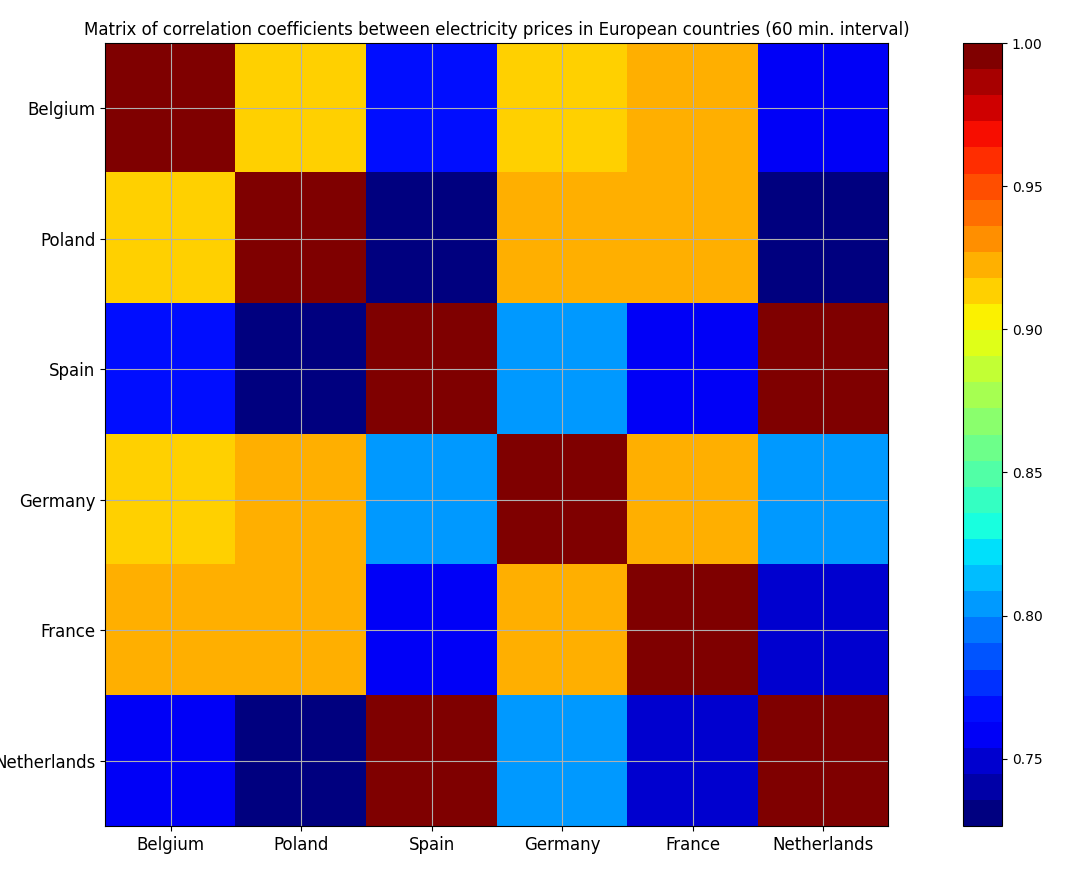 Matrix of correlation coefficients between electricity prices in European countries (60 min. interval)
Belgium
Poland
Spain
Germany
France
Netherlands
Belgium Poland Spain Germany France Netherlands
1.00
0.95
0.90
0.85
0.80
0.75